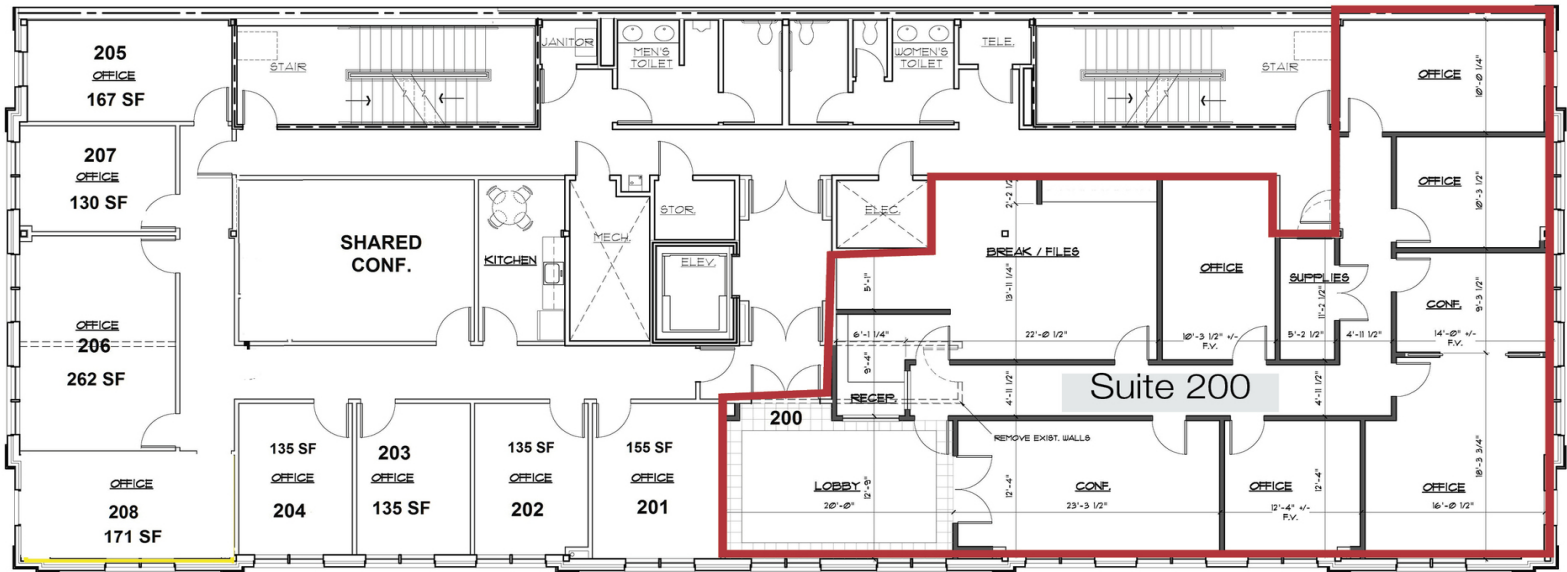 205
OFFICE
167 SF
STAIR
JANITOR
MEN'S
TOILET
WOMEN'S
TOILET
TELE.
STAIR
OFFICE
10'-0 1/4"
207
OFFICE
130 SF
OFFICE
10'-3 1/2"
SHARED
CONF.
KITCHEN
MECH.
STOR.
ELEV.
ELEC.
2'-2 1/2"
BREAK / FILES
13'-11 1/4"
22'-0 1/2"
OFFICE
10'-3 1/2" +/-
F.V.
SUPPLIES
11'-2 1/2"
5'-2 1/2"
4'-11 1/2"
CONF.
9'-3 1/2"
14'-0" +/-
F.V.
OFFICE
206
262 SF
5'-1"
6'-1 1/4"
9'-4"
RECEP.
4'-11 1/2"
Suite 200
4'-11 1/2"
REMOVE EXIST. WALLS
OFFICE
208
171 SF
135 SF
OFFICE
204
203
OFFICE
135 SF
135 SF
OFFICE
202
155 SF
OFFICE
201
200
LOBBY
12'-9"
20'-0"
12'-4"
CONF.
23'-3 1/2"
OFFICE
12'-4"
12'-4" +/-
F.V.
OFFICE
18'-3 3/4"
16'-0 1/2"